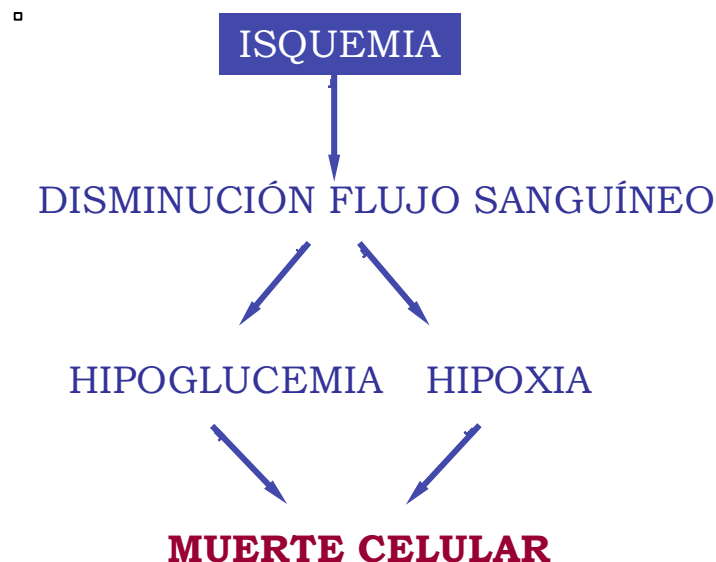 ISQUEMIA
DISMINUCIÓN FLUJO SANGUÍNEO
HIPOGLUCEMIA HIPOXIA
MUERTE CELULAR